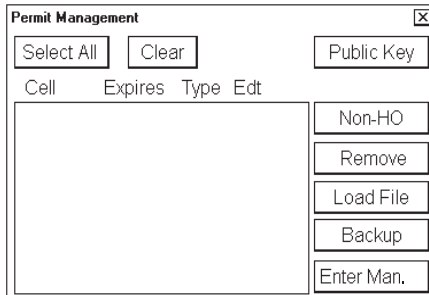 Permit Management
Select All Clear Public Key
Cell Expires Type Edt
Non-HO
Remove
Load File
Backup
Enter Man.